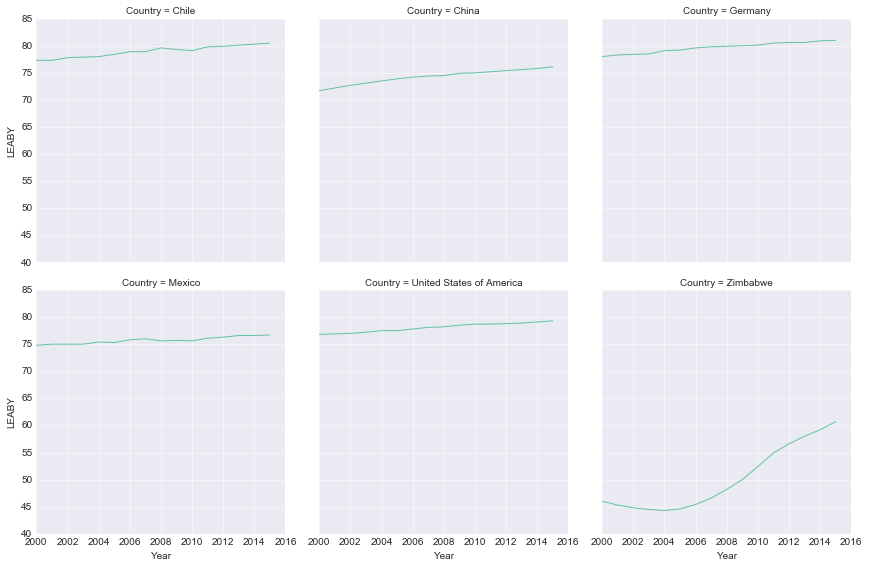 Country = Chile
Country = China
Country = Germany
85
80
75
70
65
60
55
50
45
40
LEABY
Country = Mexico
Country = United States of America
Country = Zimbabwe
85
80
75
70
65
60
55
50
45
40
LEABY
2000 2002 2004 2006 2008 2010 2012 2014 2016
2000 2002 2004 2006 2008 2010 2012 2014 2016
2000 2002 2004 2006 2008 2010 2012 2014 2016
Year
Year
Year